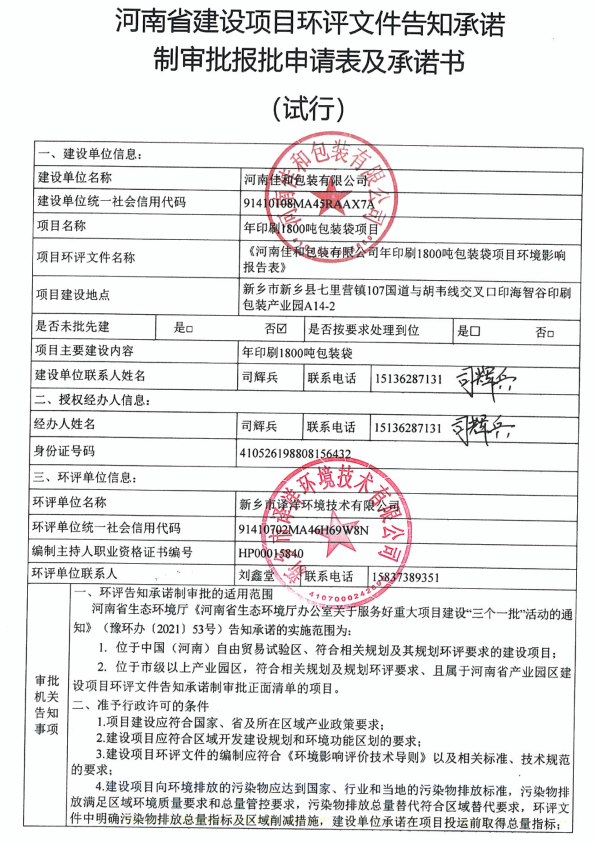 河南省建设项目环评文件告知承诺
制审批报批申请表及承诺书
（试行）
一、建设单位信息：
建设单位名称 河南佳和包装有限公司
建设单位统一社会信用代码 91410108MA45RAAX7A
项目名称 年印刷1800吨包装袋项目
项目环评文件名称 《河南佳和包装有限公司年印刷1800吨包装袋项目环境影响
报告表》
项目建设地点 新乡市新乡县七里营镇107国道与胡韦线交叉口印海智谷印刷
包装产业园A14-2
是否未批先建 是□ 否☑ 是否按要求处理到位 是□ 否□
项目主要建设内容 年印刷1800吨包装袋
建设单位联系人姓名 司辉兵 联系电话 15136287131 司辉兵
二、授权经办人信息：
经办人姓名 司辉兵 联系电话 15136287131 司辉兵
身份证号码 410526198808156432
三、环评单位信息：
环评单位名称 新乡市译洋环境技术有限公司
环评单位统一社会信用代码 91410702MA46H69W8N
编制主持人职业资格证书编号 HP00015840
环评单位联系人 刘鑫堂 联系电话 15837389351
审批
机关
告知
事项
一、环评告知承诺制审批的适用范围
河南省生态环境厅《河南省生态环境厅办公室关于服务好重大项目建设“三个一批”活动的通
知》（豫环办〔2021〕53号）告知承诺的实施范围为：
1. 位于中国（河南）自由贸易试验区、符合相关规划及其规划环评要求的建设项目；
2. 位于市级以上产业园区，符合相关规划及规划环评要求、且属于河南省产业园区建
设项目环评文件告知承诺制审批正面清单的项目。
二、准予行政许可的条件
1.项目建设应符合国家、省及所在区域产业政策要求；
2.建设项目应符合区域开发建设规划和环境功能区划的要求；
3.建设项目环评文件的编制应符合《环境影响评价技术导则》以及相关标准、技术规范
的要求；
4.建设项目向环境排放的污染物应达到国家、行业和当地的污染物排放标准，污染物排
放满足区域环境质量要求和总量管控要求，污染物排放总量替代符合区域替代要求，环评文
件中明确污染物排放总量指标及区域削减措施，建设单位承诺在项目投运前取得总量指标；
河南佳和包装有限公司
新乡市译洋环境技术有限公司